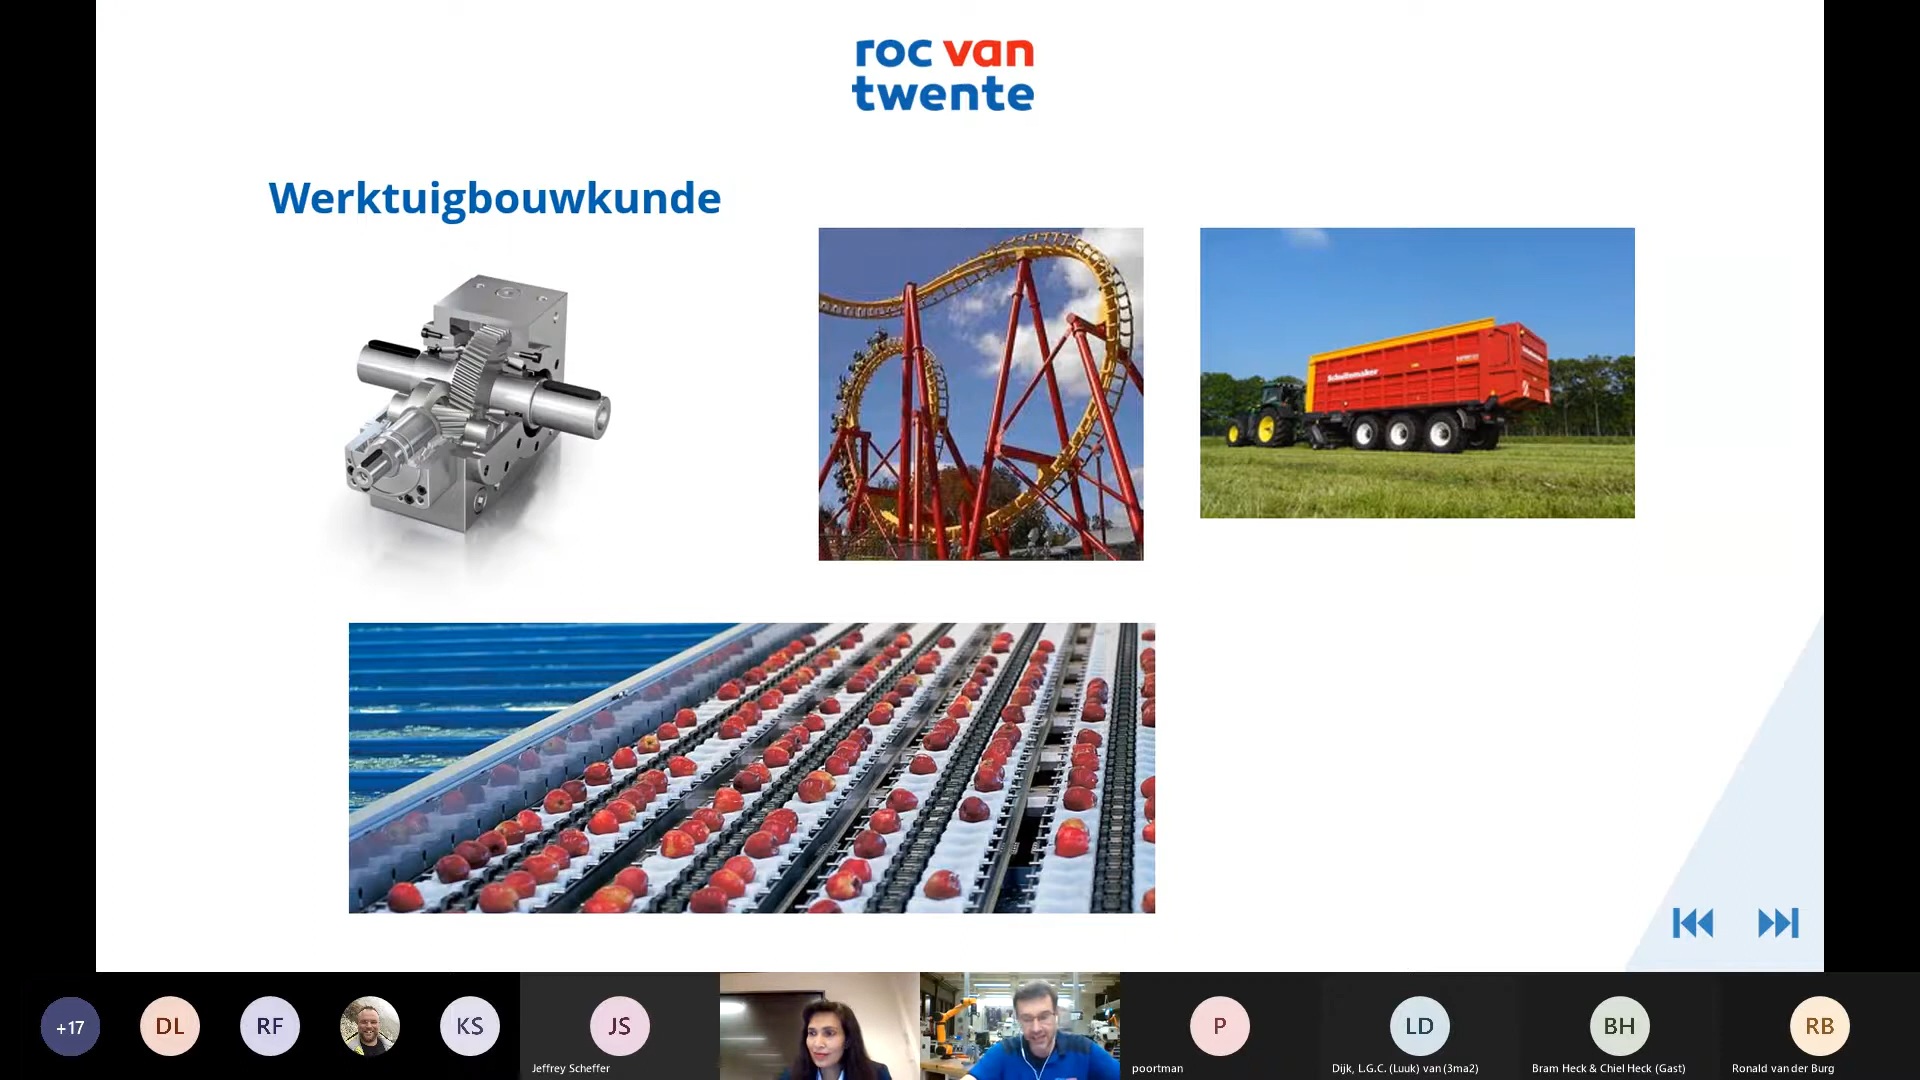 roc van
twente
Werktuigbouwkunde
Schuitemaker
+17
DL
RF
KS
JS
Jeffrey Scheffer
P
poortman
LD
Dijk, L.G.C. (Luuk) van (3ma2)
BH
Bram Heck & Chiel Heck (Gast)
RB
Ronald van der Burg